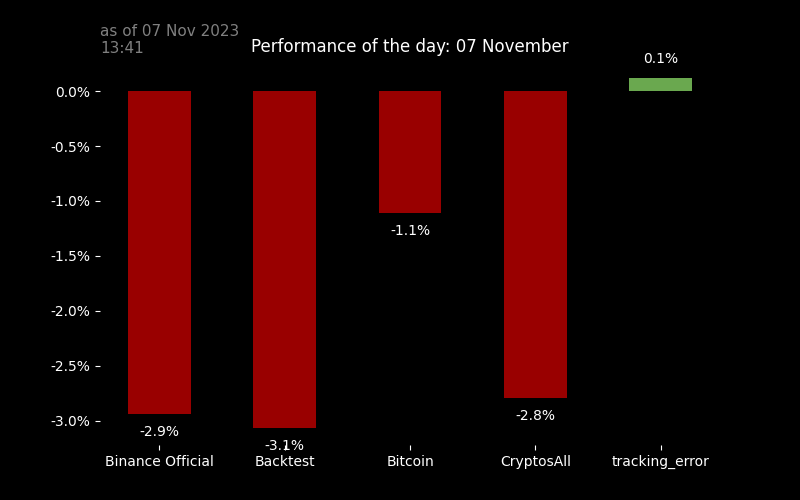 as of 07 Nov 2023
13:41
Performance of the day: 07 November
0.1%
0.0%
-0.5%
-1.0%
-1.1%
-1.5%
-2.0%
-2.5%
-2.8%
-3.0%
-2.9%
-3.1%
Binance Official
Backtest
Bitcoin
CryptosAll
tracking_error